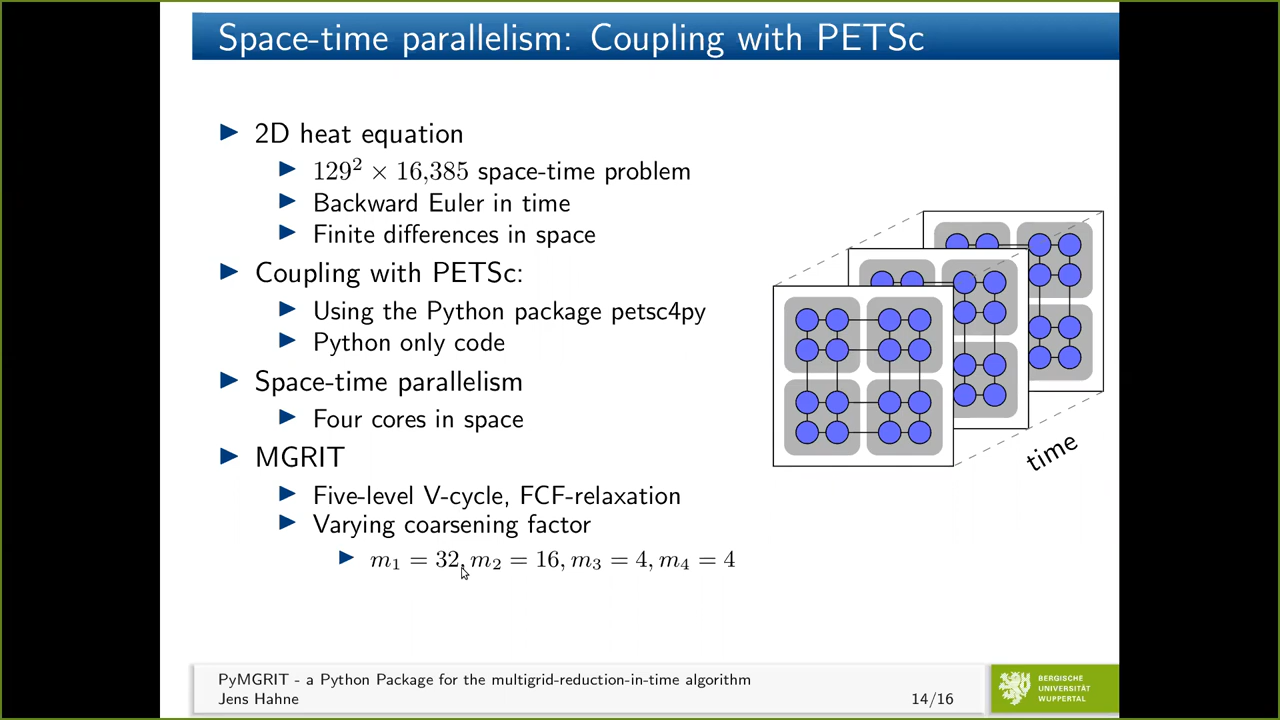 Space-time parallelism: Coupling with PETSc
2D heat equation
129² × 16,385 space-time problem
Backward Euler in time
Finite differences in space
Coupling with PETSc:
Using the Python package petsc4py
Python only code
Space-time parallelism
Four cores in space
MGRIT
Five-level V-cycle, FCF-relaxation
Varying coarsening factor
m₁ = 32, m₂ = 16, m₃ = 4, m₄ = 4
time
PyMGRIT - a Python Package for the multigrid-reduction-in-time algorithm
Jens Hahne
14/16
BERGISCHE
UNIVERSITÄT
WUPPERTAL